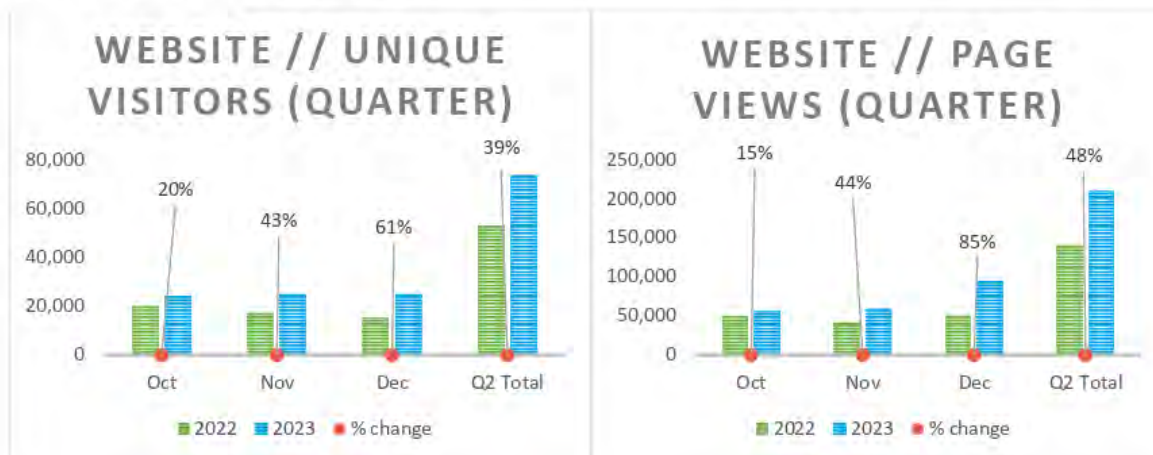 WEBSITE // UNIQUE
VISITORS (QUARTER)
80,000
60,000
40,000
20,000
0
20%
43%
61%
39%
Oct
Nov
Dec
Q2 Total
2022
2023
% change
WEBSITE // PAGE
VIEWS (QUARTER)
250,000
200,000
150,000
100,000
50,000
0
15%
44%
85%
48%
Oct
Nov
Dec
Q2 Total
2022
2023
% change